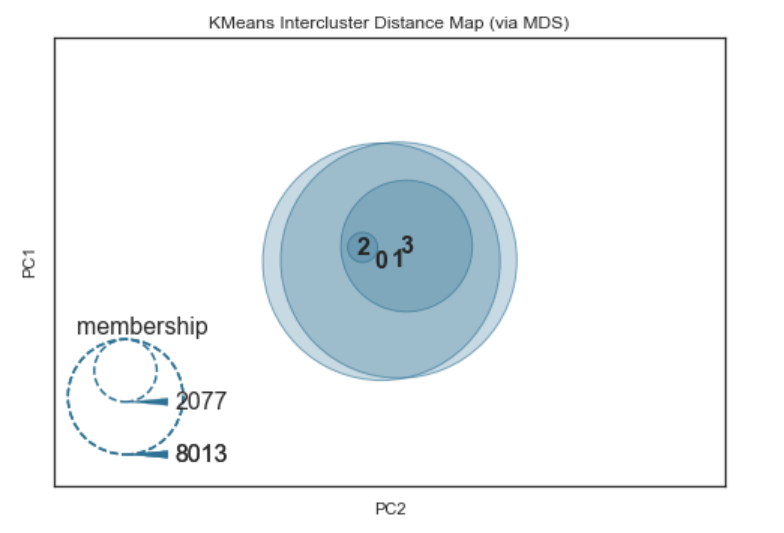 KMeans Intercluster Distance Map (via MDS)
PC1
2 0 1 3
membership
2077
8013
PC2